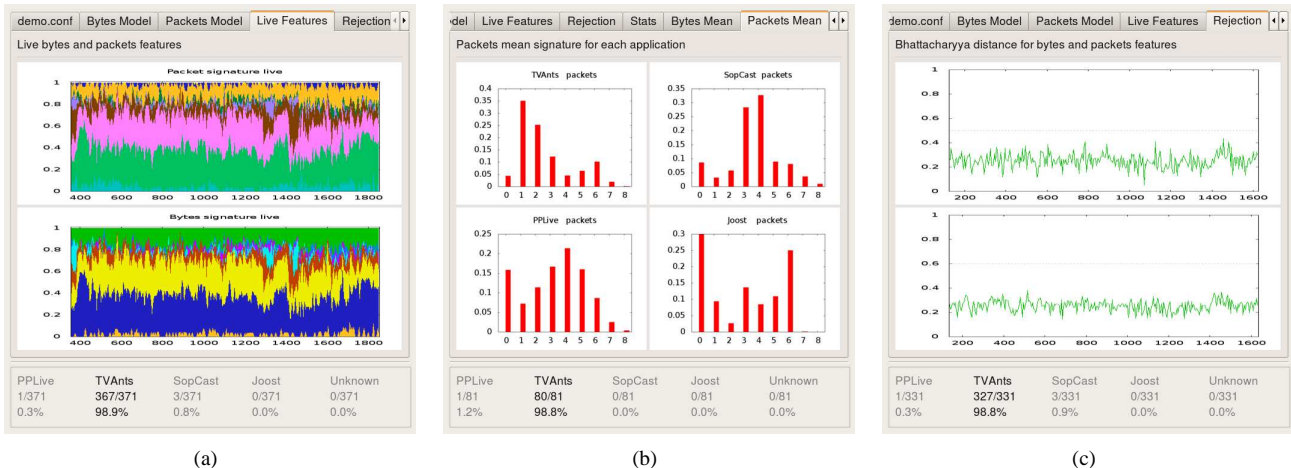 demo.conf Bytes Model Packets Model Live Features Rejection
Live bytes and packets features
Packet signature live
1
0.8
0.6
0.4
0.2
0
400 600 800 1000 1200 1400 1600 1800
Bytes signature live
1
0.8
0.6
0.4
0.2
0
400 600 800 1000 1200 1400 1600 1800
PPLive TVAnts SopCast Joost Unknown
1/371 367/371 3/371 0/371 0/371
0.3% 98.9% 0.8% 0.0% 0.0%
(a)
del Live Features Rejection Stats Bytes Mean Packets Mean
Packets mean signature for each application
TVAnts packets
0.4
0.35
0.3
0.25
0.2
0.15
0.1
0.05
0
0 1 2 3 4 5 6 7 8
SopCast packets
0.35
0.3
0.25
0.2
0.15
0.1
0.05
0
0 1 2 3 4 5 6 7 8
PPLive packets
0.25
0.2
0.15
0.1
0.05
0
0 1 2 3 4 5 6 7 8
Joost packets
0.3
0.25
0.2
0.15
0.1
0.05
0
0 1 2 3 4 5 6 7 8
PPLive TVAnts SopCast Joost Unknown
1/81 80/81 0/81 0/81 0/81
1.2% 98.8% 0.0% 0.0% 0.0%
(b)
demo.conf Bytes Model Packets Model Live Features Rejection
Bhattacharyya distance for bytes and packets features
1
0.8
0.6
0.4
0.2
0
200 400 600 800 1000 1200 1400 1600
1
0.8
0.6
0.4
0.2
0
200 400 600 800 1000 1200 1400 1600
PPLive TVAnts SopCast Joost Unknown
1/331 327/331 3/331 0/331 0/331
0.3% 98.8% 0.9% 0.0% 0.0%
(c)